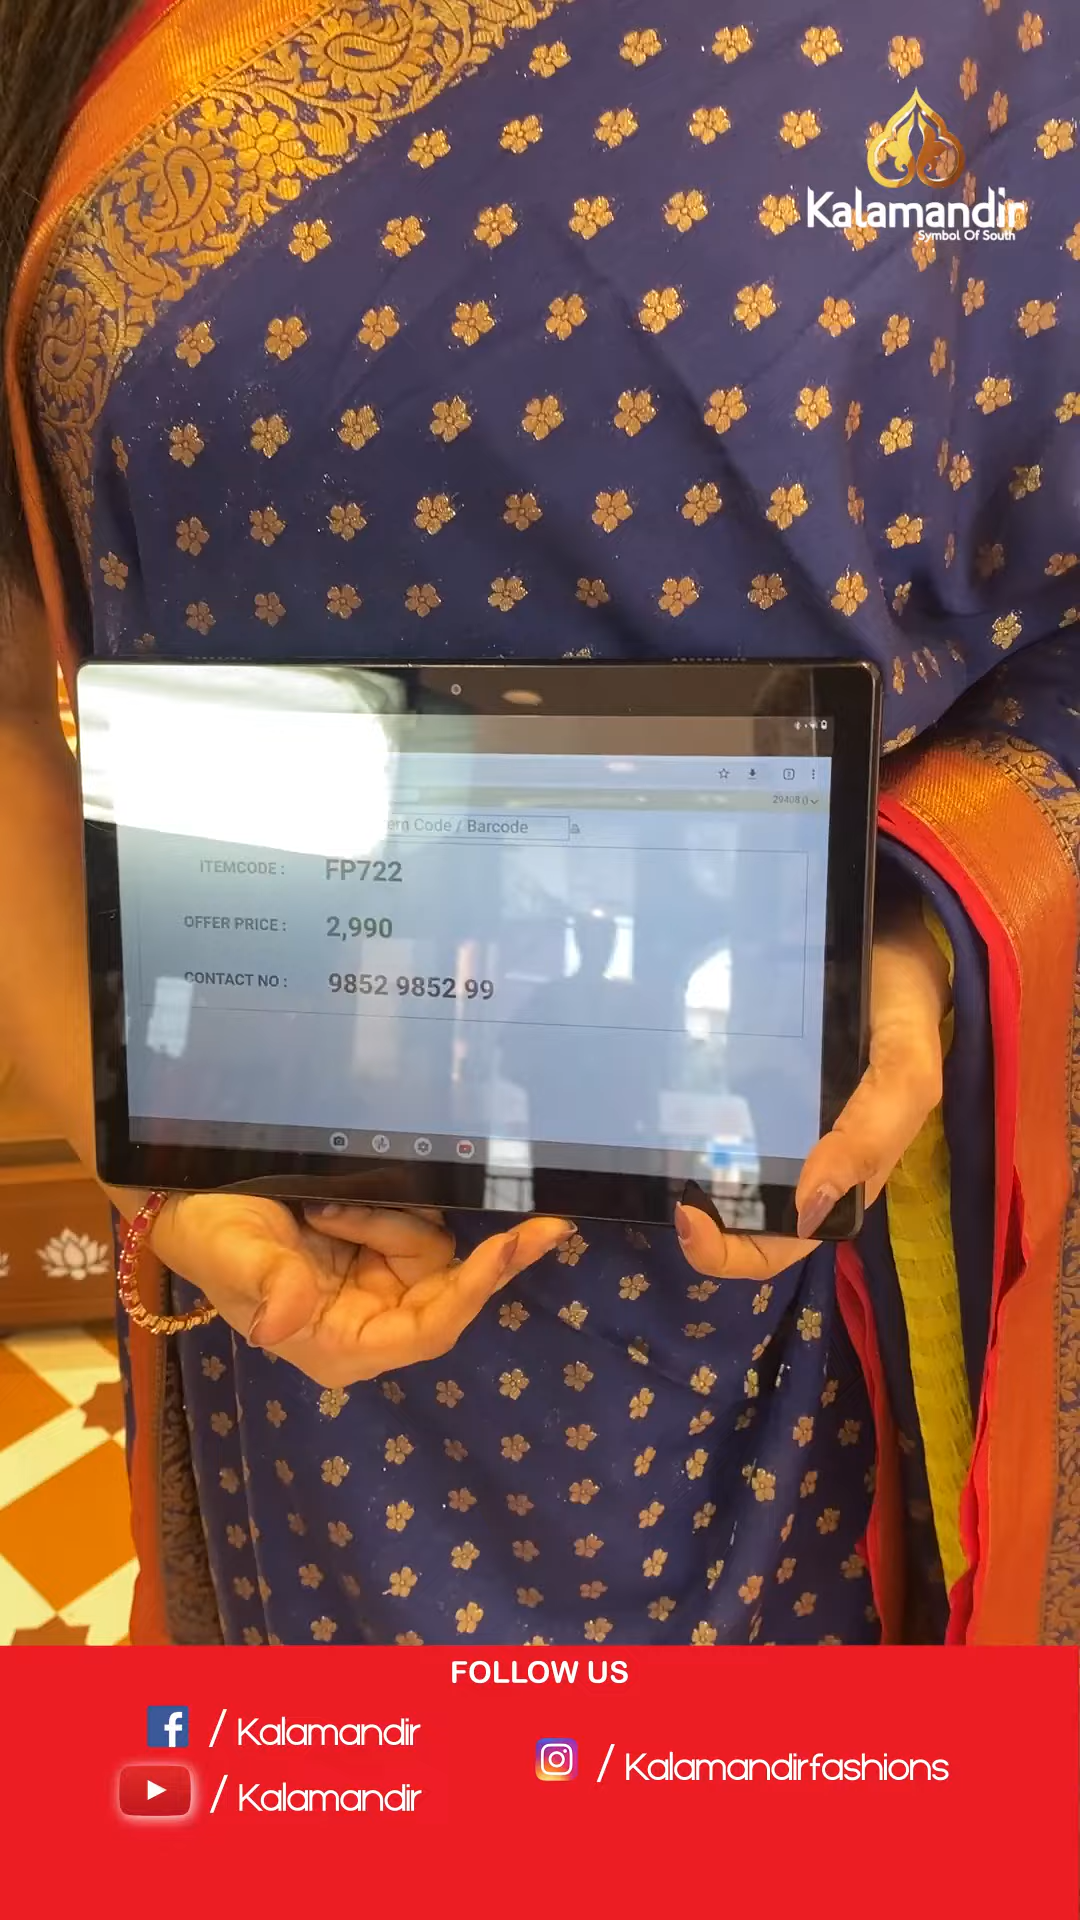 Kalamandir
Symbol Of South
29408 ()
Code / Barcode
ITEMCODE : FP722
OFFER PRICE : 2,990
CONTACT NO : 9852 9852 99
FOLLOW US
/ Kalamandir
/ Kalamandirfashions
/ Kalamandir